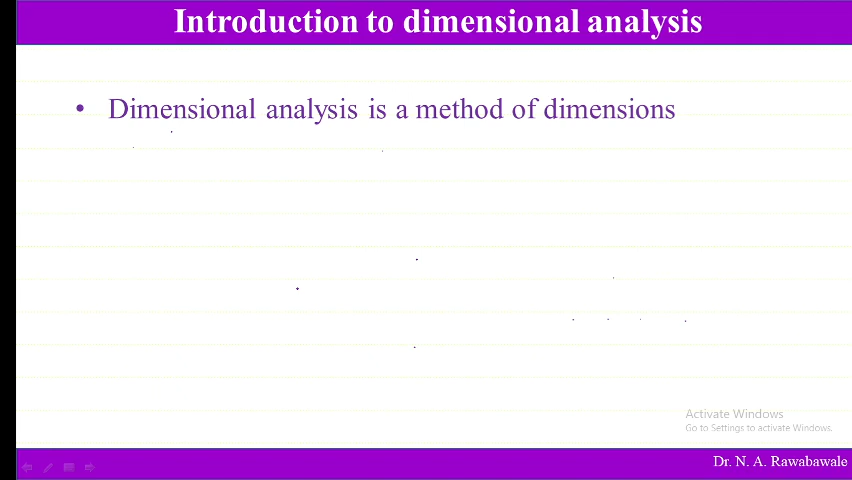 Introduction to dimensional analysis
• Dimensional analysis is a method of dimensions
Activate Windows
Go to Settings to activate Windows.
Dr. N. A. Rawabawale